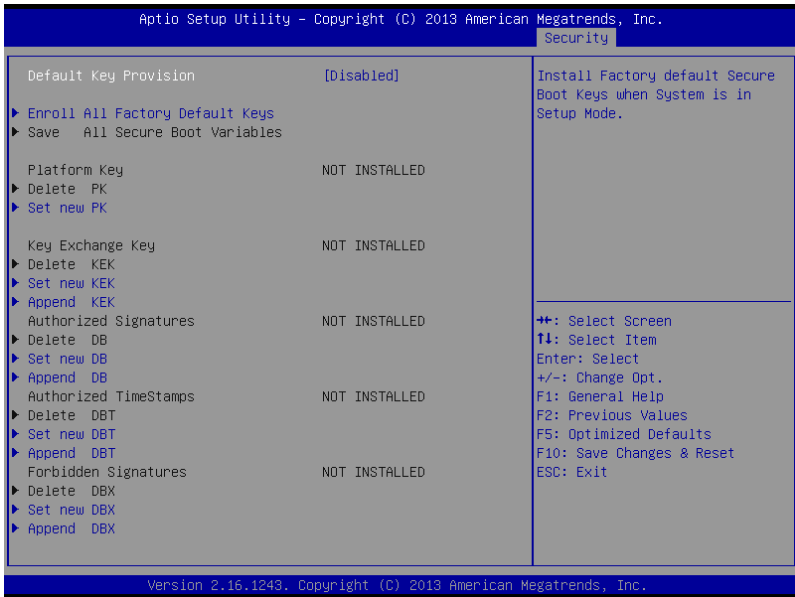 Aptio Setup Utility – Copyright (C) 2013 American Megatrends, Inc.
Security
Default Key Provision [Disabled]
Enroll All Factory Default Keys
Save All Secure Boot Variables
Platform Key NOT INSTALLED
Delete PK
Set new PK
Key Exchange Key NOT INSTALLED
Delete KEK
Set new KEK
Append KEK
Authorized Signatures NOT INSTALLED
Delete DB
Set new DB
Append DB
Authorized TimeStamps NOT INSTALLED
Delete DBT
Set new DBT
Append DBT
Forbidden Signatures NOT INSTALLED
Delete DBX
Set new DBX
Append DBX
Install Factory default Secure
Boot Keys when System is in
Setup Mode.
→←: Select Screen
↑↓: Select Item
Enter: Select
+/-: Change Opt.
F1: General Help
F2: Previous Values
F5: Optimized Defaults
F10: Save Changes & Reset
ESC: Exit
Version 2.16.1243. Copyright (C) 2013 American Megatrends, Inc.